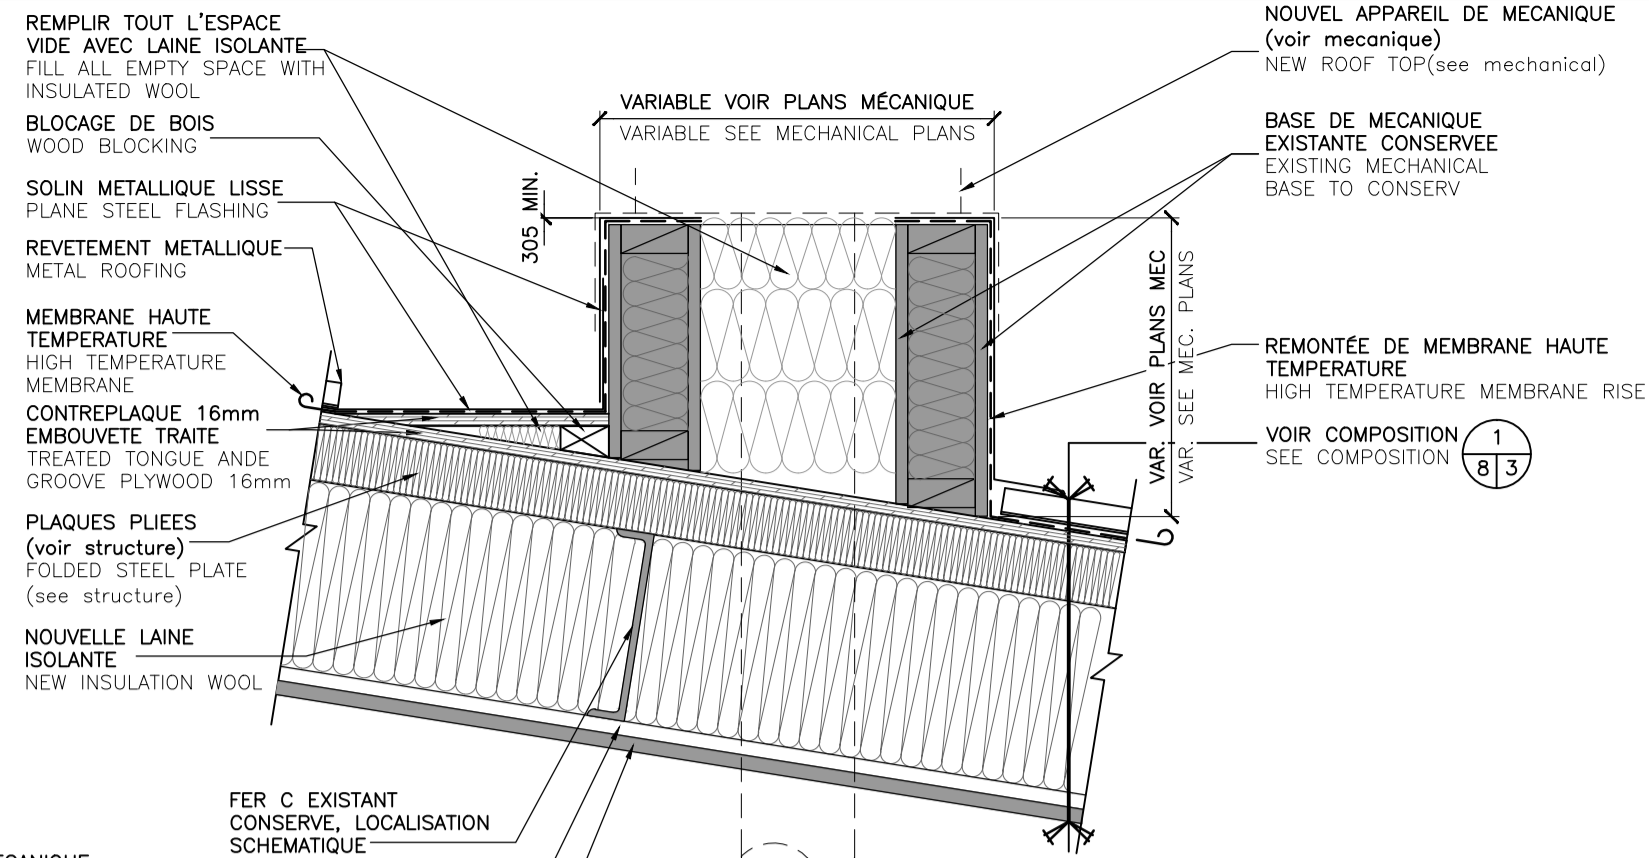 REMPLIR TOUT L'ESPACE
VIDE AVEC LAINE ISOLANTE
FILL ALL EMPTY SPACE WITH
INSULATED WOOL
BLOCAGE DE BOIS
WOOD BLOCKING
SOLIN METALLIQUE LISSE
PLANE STEEL FLASHING
REVETEMENT METALLIQUE
METAL ROOFING
MEMBRANE HAUTE
TEMPERATURE
HIGH TEMPERATURE
MEMBRANE
CONTREPLAQUE 16mm
EMBOUVETE TRAITE
TREATED TONGUE ANDE
GROOVE PLYWOOD 16mm
PLAQUES PLIEES
(voir structure)
FOLDED STEEL PLATE
(see structure)
NOUVELLE LAINE
ISOLANTE
NEW INSULATION WOOL
FER C EXISTANT
CONSERVE, LOCALISATION
SCHEMATIQUE
VARIABLE VOIR PLANS MÉCANIQUE
VARIABLE SEE MECHANICAL PLANS
305 MIN.
VAR. VOIR PLANS MEC
VAR. SEE MEC. PLANS
NOUVEL APPAREIL DE MECANIQUE
(voir mecanique)
NEW ROOF TOP(see mechanical)
BASE DE MECANIQUE
EXISTANTE CONSERVEE
EXISTING MECHANICAL
BASE TO CONSERV
REMONTÉE DE MEMBRANE HAUTE
TEMPERATURE
HIGH TEMPERATURE MEMBRANE RISE
VOIR COMPOSITION
SEE COMPOSITION
1
8 3